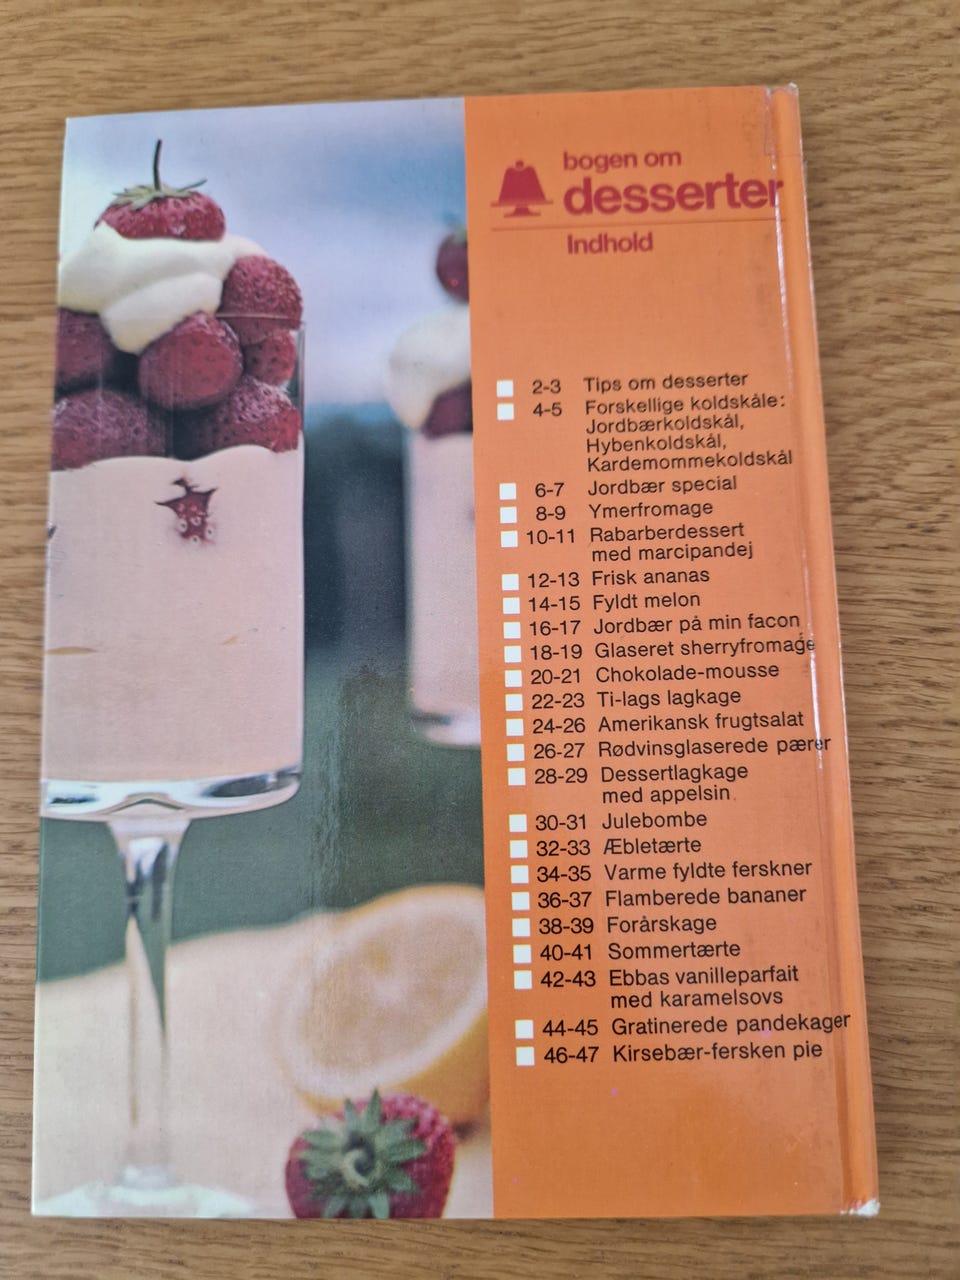 bogen om
desserter
Indhold
2-3 Tips om desserter
4-5 Forskellige koldskåle:
Jordbærkoldskål,
Hybenkoldskål,
Kardemommekoldskål
6-7 Jordbær special
8-9 Ymerfromage
10-11 Rabarberdessert
med marcipandej
12-13 Frisk ananas
14-15 Fyldt melon
16-17 Jordbær på min facon
18-19 Glaseret sherryfromage
20-21 Chokolade-mousse
22-23 Ti-lags lagkage
24-26 Amerikansk frugtsalat
26-27 Rødvinsglaserede pærer
28-29 Dessertlagkage
med appelsin
30-31 Julebombe
32-33 Æbletærte
34-35 Varme fyldte ferskner
36-37 Flamberede bananer
38-39 Forårskage
40-41 Sommertærte
42-43 Ebbas vanilleparfait
med karamelsovs
44-45 Gratinerede pandekager
46-47 Kirsebær-fersken pie